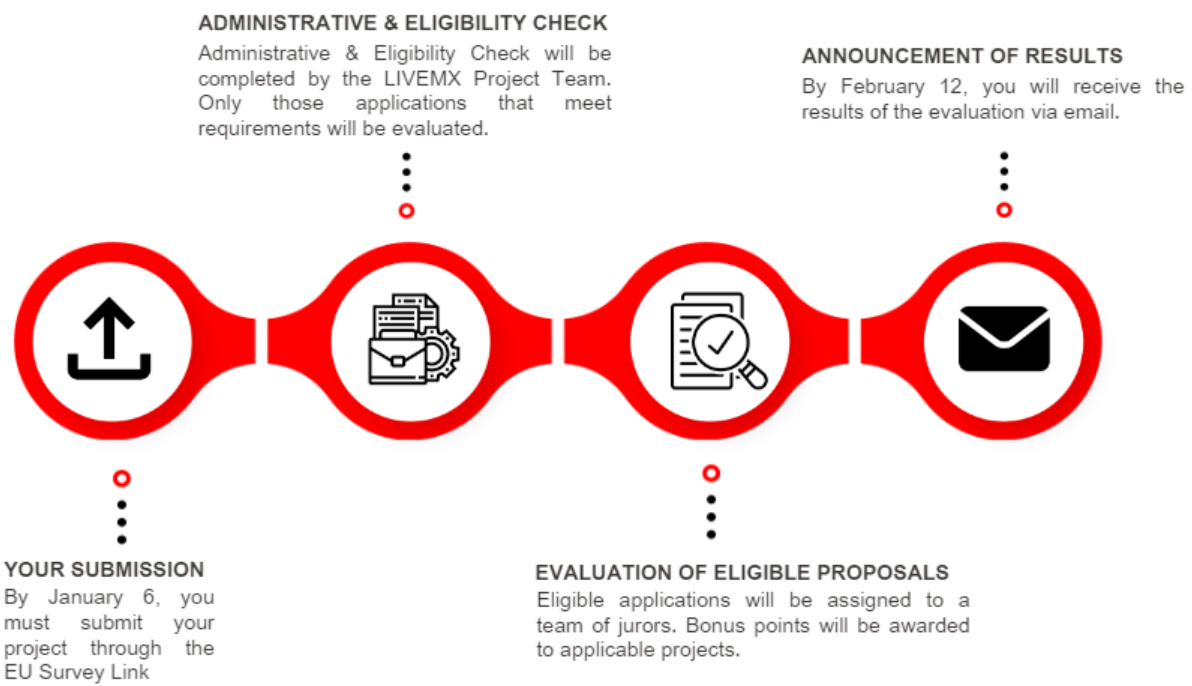 ADMINISTRATIVE & ELIGIBILITY CHECK
Administrative & Eligibility Check will be
completed by the LIVEMX Project Team.
Only those applications that meet
requirements will be evaluated.
ANNOUNCEMENT OF RESULTS
By February 12, you will receive the
results of the evaluation via email.
YOUR SUBMISSION
By January 6, you
must submit your
project through the
EU Survey Link
EVALUATION OF ELIGIBLE PROPOSALS
Eligible applications will be assigned to a
team of jurors. Bonus points will be awarded
to applicable projects.